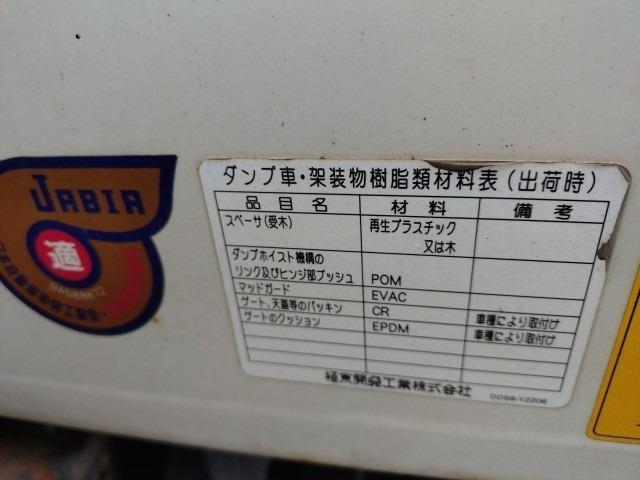 JABIA
適
ダンプ車・架装物樹脂類材料表(出荷時)
品目名 材料 備考
スペーサ(受木) 再生プラスチック
又は木
ダンプホイスト機構の
リンク及びヒンジ部ブッシュ POM
マッドガード EVAC
ゲート、天蓋等のパッキン CR 車種により取付け
ゲートのクッション EPDM 車種により取付け
極東開発工業株式会社
DD98-Y2206